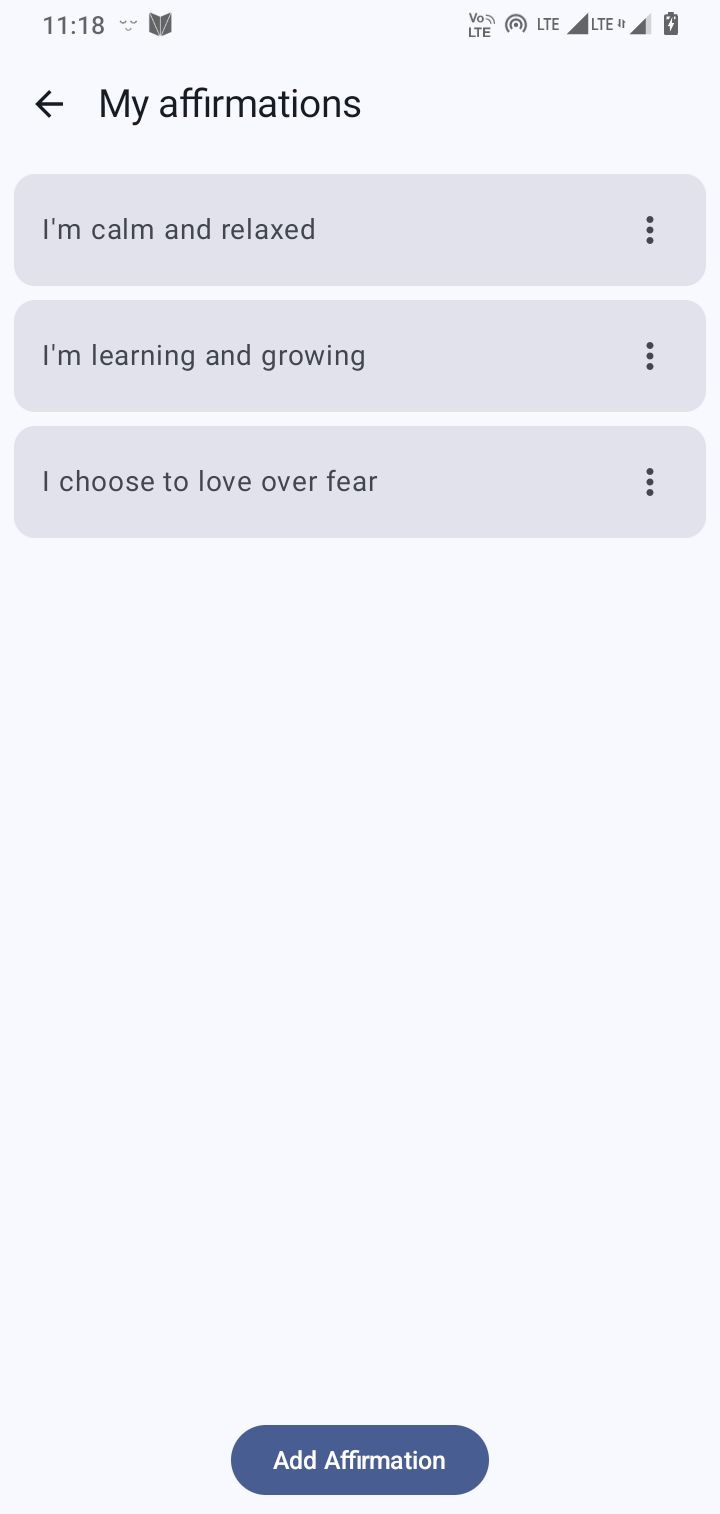 11:18
Vo LTE LTE LTE
My affirmations
I'm calm and relaxed
I'm learning and growing
I choose to love over fear
Add Affirmation